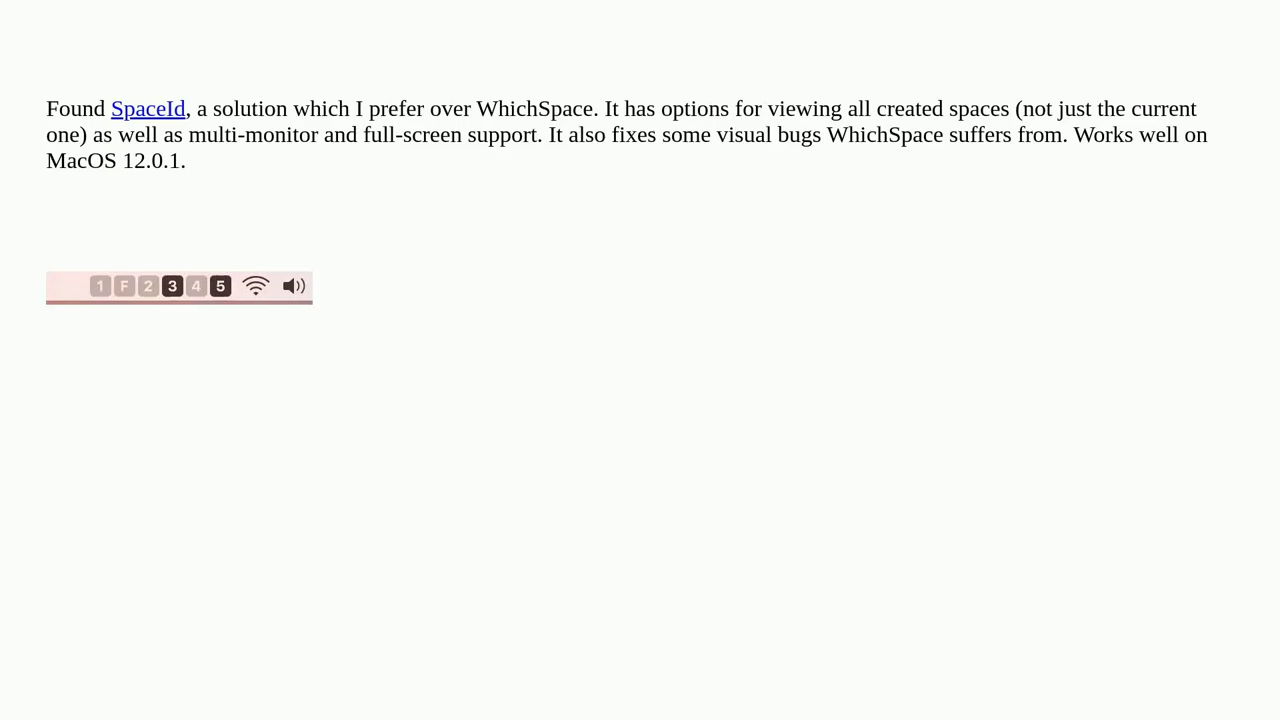 Found SpaceId, a solution which I prefer over WhichSpace. It has options for viewing all created spaces (not just the current
one) as well as multi-monitor and full-screen support. It also fixes some visual bugs WhichSpace suffers from. Works well on
MacOS 12.0.1.
1 F 2 3 4 5